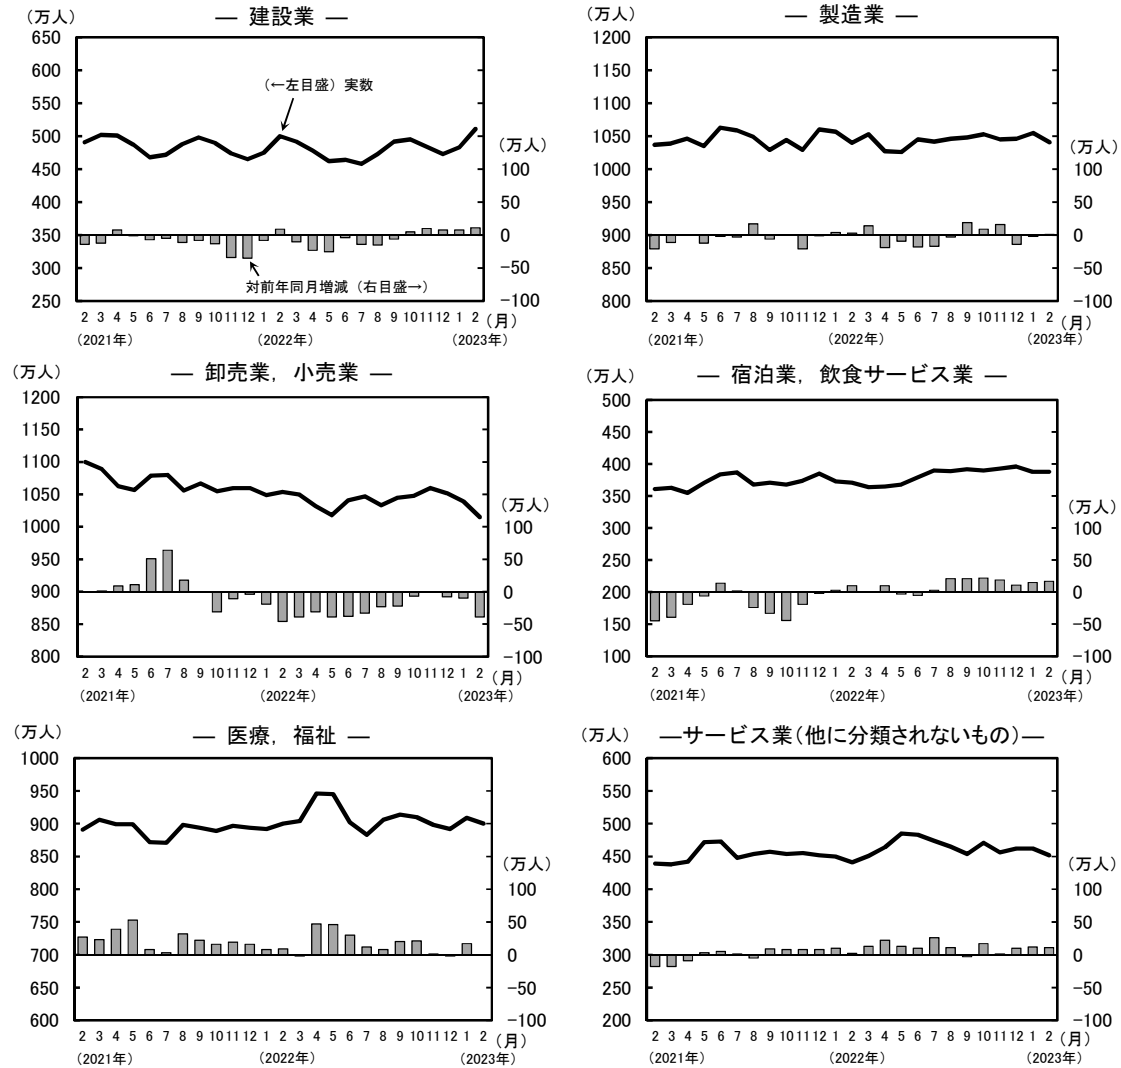 (万人)
― 建設業 ―
650
600
550
500
450
400
350
300
250
(←左目盛) 実数
対前年同月増減 (右目盛→)
(万人)
100
50
0
−50
−100
2 3 4 5 6 7 8 9 10 11 12 1 2 3 4 5 6 7 8 9 10 11 12 1 2 (月)
(2021年) (2022年) (2023年)
(万人)
― 製造業 ―
1200
1150
1100
1050
1000
950
900
850
800
(万人)
100
50
0
−50
−100
2 3 4 5 6 7 8 9 10 11 12 1 2 3 4 5 6 7 8 9 10 11 12 1 2 (月)
(2021年) (2022年) (2023年)
(万人)
― 卸売業, 小売業 ―
1200
1150
1100
1050
1000
950
900
850
800
(万人)
100
50
0
−50
−100
2 3 4 5 6 7 8 9 10 11 12 1 2 3 4 5 6 7 8 9 10 11 12 1 2 (月)
(2021年) (2022年) (2023年)
(万人)
― 宿泊業, 飲食サービス業 ―
500
450
400
350
300
250
200
150
100
(万人)
100
50
0
−50
−100
2 3 4 5 6 7 8 9 10 11 12 1 2 3 4 5 6 7 8 9 10 11 12 1 2 (月)
(2021年) (2022年) (2023年)
(万人)
― 医療, 福祉 ―
1000
950
900
850
800
750
700
650
600
(万人)
100
50
0
−50
−100
2 3 4 5 6 7 8 9 10 11 12 1 2 3 4 5 6 7 8 9 10 11 12 1 2 (月)
(2021年) (2022年) (2023年)
(万人)
―サービス業(他に分類されないもの)―
600
550
500
450
400
350
300
250
200
(万人)
100
50
0
−50
−100
2 3 4 5 6 7 8 9 10 11 12 1 2 3 4 5 6 7 8 9 10 11 12 1 2 (月)
(2021年) (2022年) (2023年)